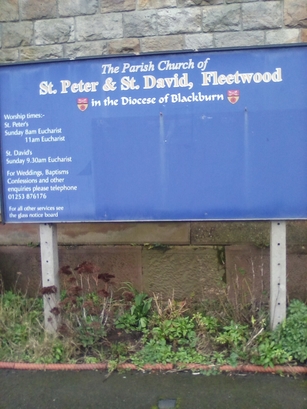 The Parish Church of
St. Peter & St. David, Fleetwood
in the Diocese of Blackburn
Worship times:-
St. Peter's
Sunday 8am Eucharist
11am Eucharist
St. David's
Sunday 9.30am Eucharist
For Weddings, Baptisms
Confessions and other
enquiries please telephone
01253 876176
For all other services see
the glass notice board